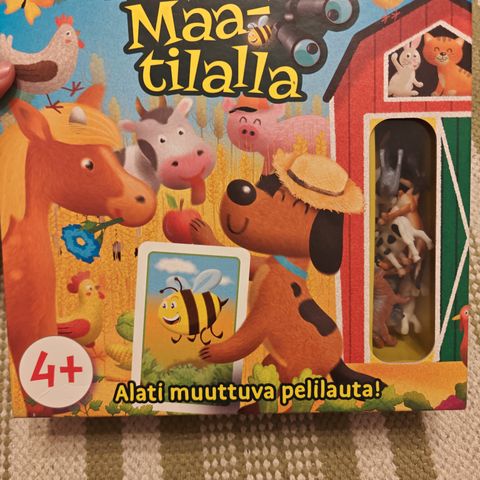 Maa-
tilalla
4+
Alati muuttuva pelilauta!